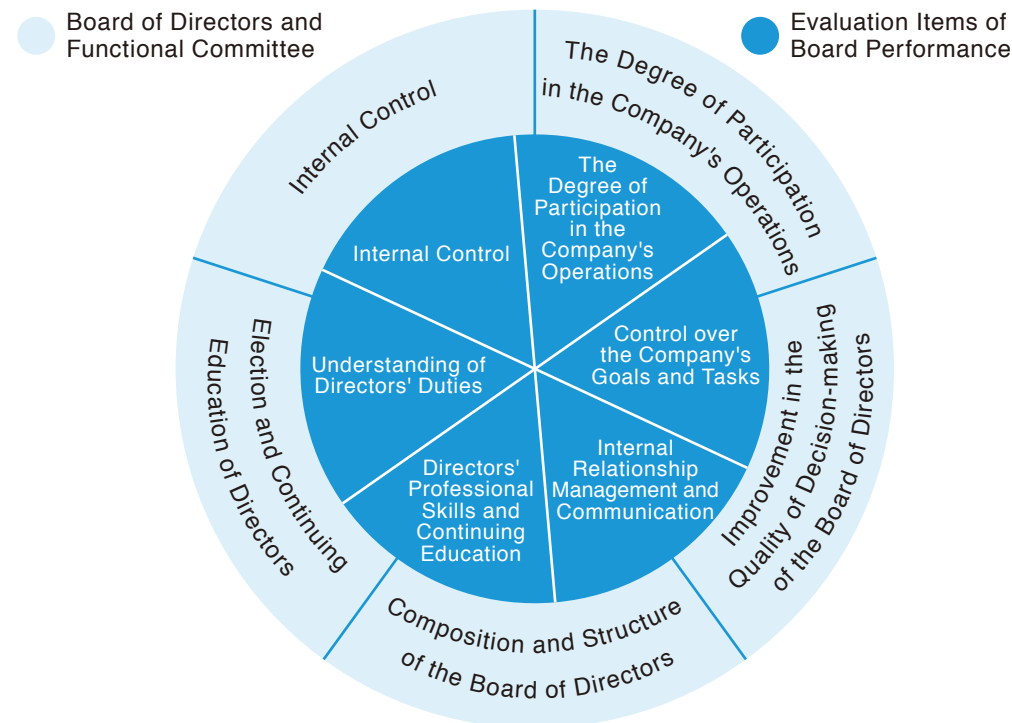 Board of Directors and
Functional Committee
Evaluation Items of
Board Performance
The Degree of Participation
in the Company's Operations
Improvement in the
Quality of Decision-making
of the Board of Directors
Composition and Structure
of the Board of Directors
Election and Continuing
Education of Directors
Internal Control
The
Degree of
Participation
in the
Company's
Operations
Control over
the Company's
Goals and Tasks
Internal
Relationship
Management and
Communication
Directors'
Professional
Skills and
Continuing
Education
Understanding of
Directors' Duties
Internal Control